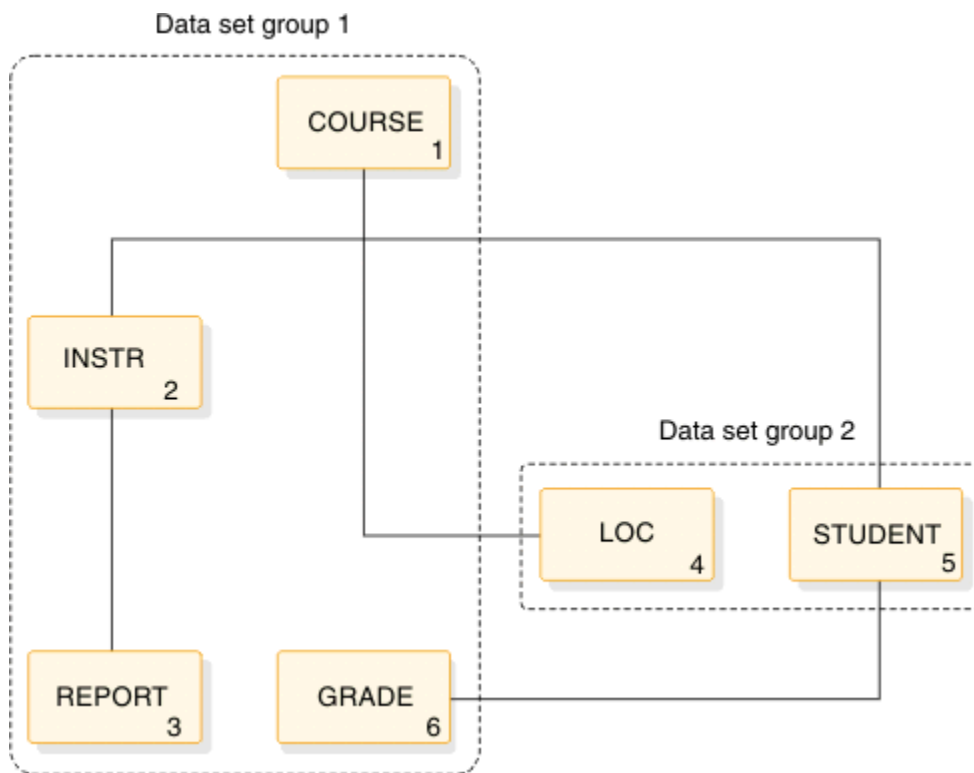 Data set group 1
COURSE
1
INSTR
2
Data set group 2
LOC
4
STUDENT
5
REPORT
3
GRADE
6